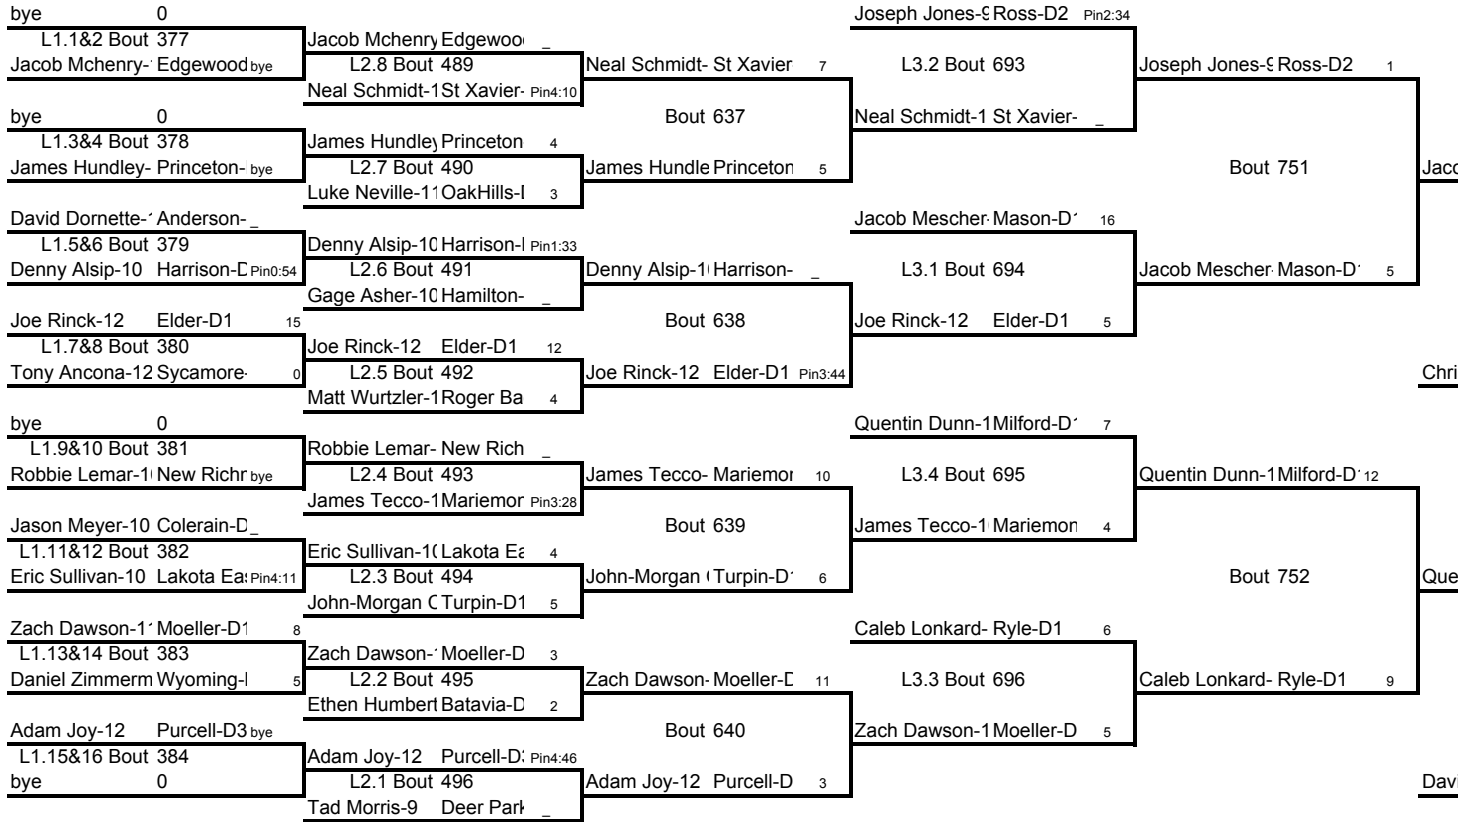 bye 0 Joseph Jones-9 Ross-D2 Pin2:34
L1.1&2 Bout 377 Jacob Mchenry Edgewoo _
Jacob Mchenry- Edgewood bye L2.8 Bout 489 Neal Schmidt- St Xavier 7 L3.2 Bout 693 Joseph Jones-9 Ross-D2 1
Neal Schmidt-1 St Xavier- Pin4:10
bye 0 Bout 637 Neal Schmidt-1 St Xavier- _
L1.3&4 Bout 378 James Hundley Princeton 4
James Hundley- Princeton- bye L2.7 Bout 490 James Hundle Princeton 5 Bout 751 Jac
Luke Neville-11 OakHills- 3
David Dornette- Anderson- _ Jacob Mescher Mason-D 16
L1.5&6 Bout 379 Denny Alsip-10 Harrison- Pin1:33
Denny Alsip-10 Harrison-D Pin0:54 L2.6 Bout 491 Denny Alsip-1 Harrison- _ L3.1 Bout 694 Jacob Mescher Mason-D 5
Gage Asher-10 Hamilton- _
Joe Rinck-12 Elder-D1 15 Bout 638 Joe Rinck-12 Elder-D1 5
L1.7&8 Bout 380 Joe Rinck-12 Elder-D1 12
Tony Ancona-12 Sycamore- 0 L2.5 Bout 492 Joe Rinck-12 Elder-D1 Pin3:44 Chri
Matt Wurtzler-1 Roger Ba 4
bye 0 Quentin Dunn-1 Milford-D 7
L1.9&10 Bout 381 Robbie Lemar- New Rich _
Robbie Lemar-1 New Richr bye L2.4 Bout 493 James Tecco- Mariemor 10 L3.4 Bout 695 Quentin Dunn-1 Milford-D 12
James Tecco-1 Mariemor Pin3:28
Jason Meyer-10 Colerain-D _ Bout 639 James Tecco-1 Mariemon 4
L1.11&12 Bout 382 Eric Sullivan-1 Lakota Ea 4
Eric Sullivan-10 Lakota Eas Pin4:11 L2.3 Bout 494 John-Morgan Turpin-D 6 Bout 752 Que
John-Morgan C Turpin-D1 5
Zach Dawson-1 Moeller-D1 8 Caleb Lonkard- Ryle-D1 6
L1.13&14 Bout 383 Zach Dawson- Moeller-D 3
Daniel Zimmerm Wyoming- 5 L2.2 Bout 495 Zach Dawson- Moeller-D 11 L3.3 Bout 696 Caleb Lonkard- Ryle-D1 9
Ethen Humbert Batavia-D 2
Adam Joy-12 Purcell-D3 bye Bout 640 Zach Dawson-1 Moeller-D 5
L1.15&16 Bout 384 Adam Joy-12 Purcell-D Pin4:46
bye 0 L2.1 Bout 496 Adam Joy-12 Purcell-D 3 Davi
Tad Morris-9 Deer Park _